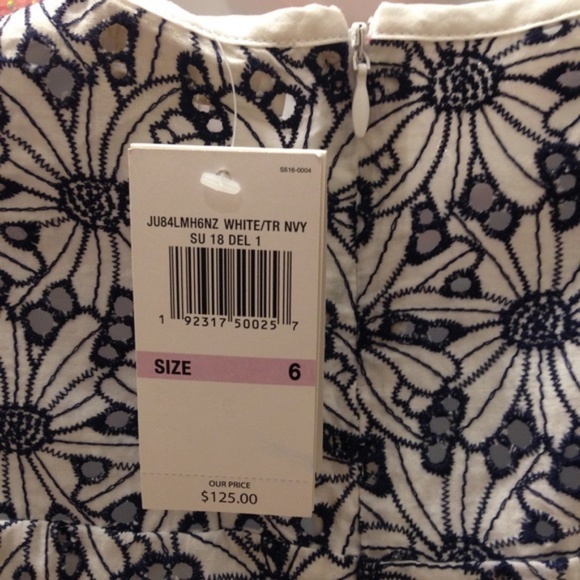 S616-0004
JU84LMH6NZ WHITE/TR NVY
SU 18 DEL 1
1 92317 50025 7
SIZE 6
OUR PRICE
$125.00